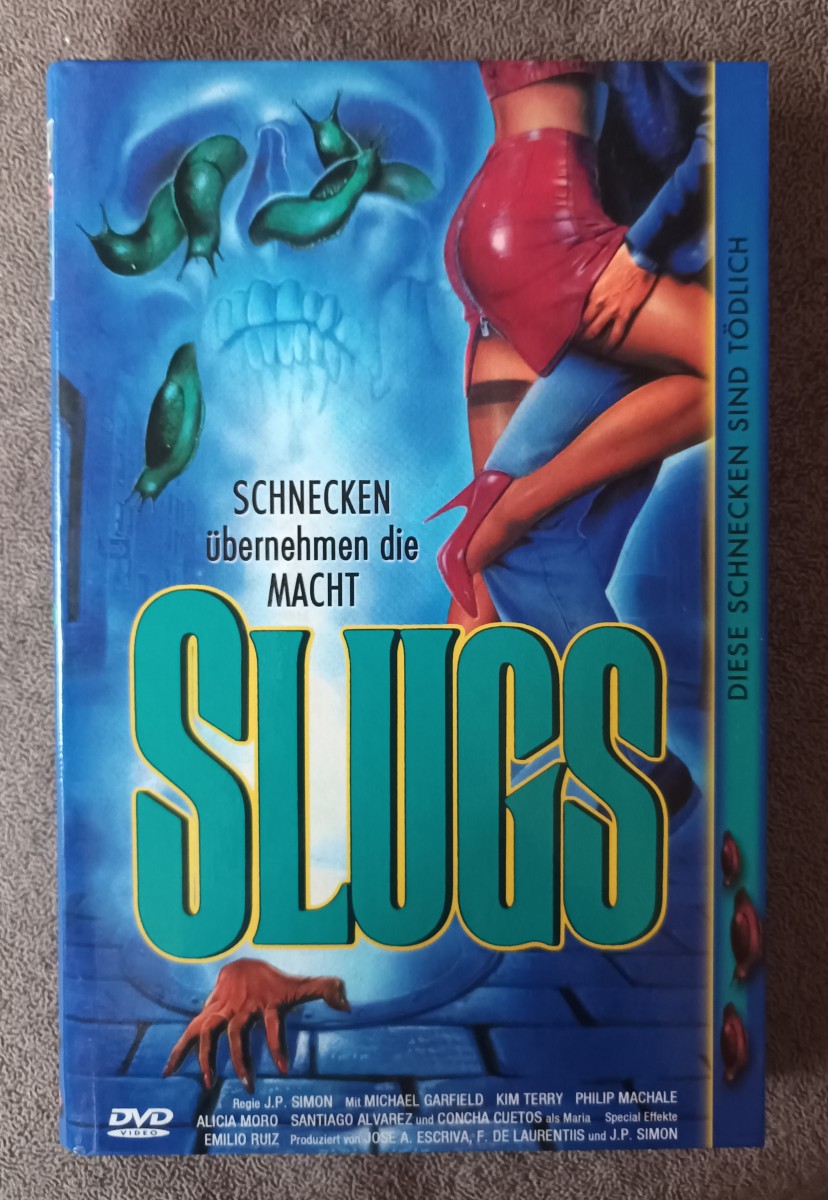 SCHNECKEN
übernehmen die
MACHT
SLUGS
DIESE SCHNECKEN SIND TÖDLICH
Regie J.P. SIMON Mit MICHAEL GARFIELD KIM TERRY PHILIP MACHALE
ALICIA MORO SANTIAGO ALVAREZ und CONCHA CUETOS als Maria Special Effekte
EMILIO RUIZ Produziert von JOSE A. ESCRIVA, F. DE LAURENTIIS und J.P. SIMON
DVD
VIDEO